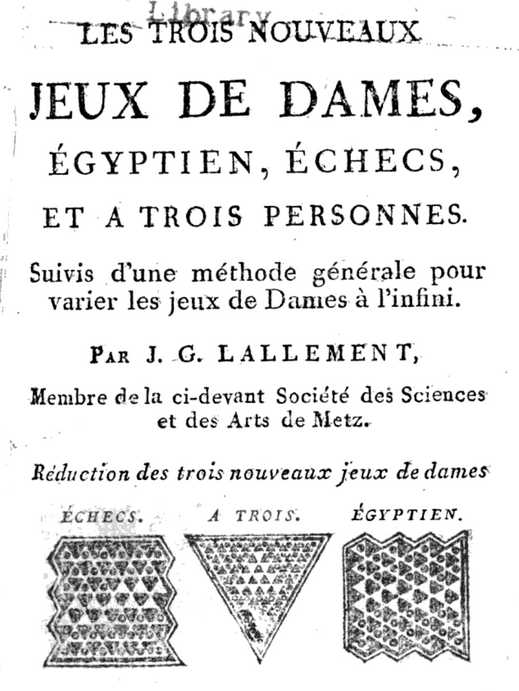 Library
LES TROIS NOUVEAUX
JEUX DE DAMES,
ÉGYPTIEN, ÉCHECS,
ET A TROIS PERSONNES.
Suivis d'une méthode générale pour
varier les jeux de Dames à l'infini.
PAR J. G. LALLEMENT,
Membre de la ci-devant Société des Sciences
et des Arts de Metz.
Réduction des trois nouveaux jeux de dames
ÉCHECS. A TROIS. ÉGYPTIEN.